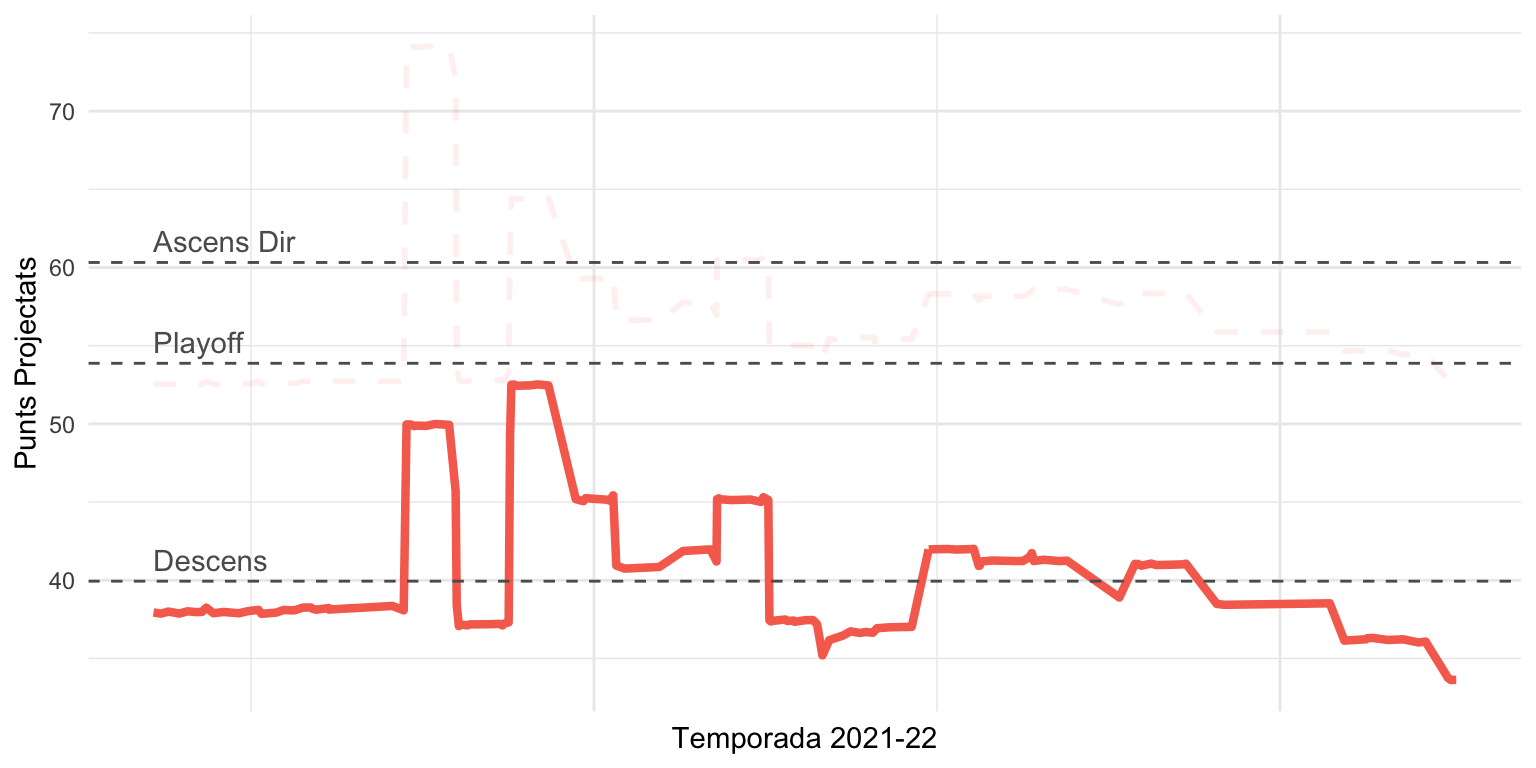 70
60
50
40
Punts Projectats
Ascens Dir
Playoff
Descens
Temporada 2021-22